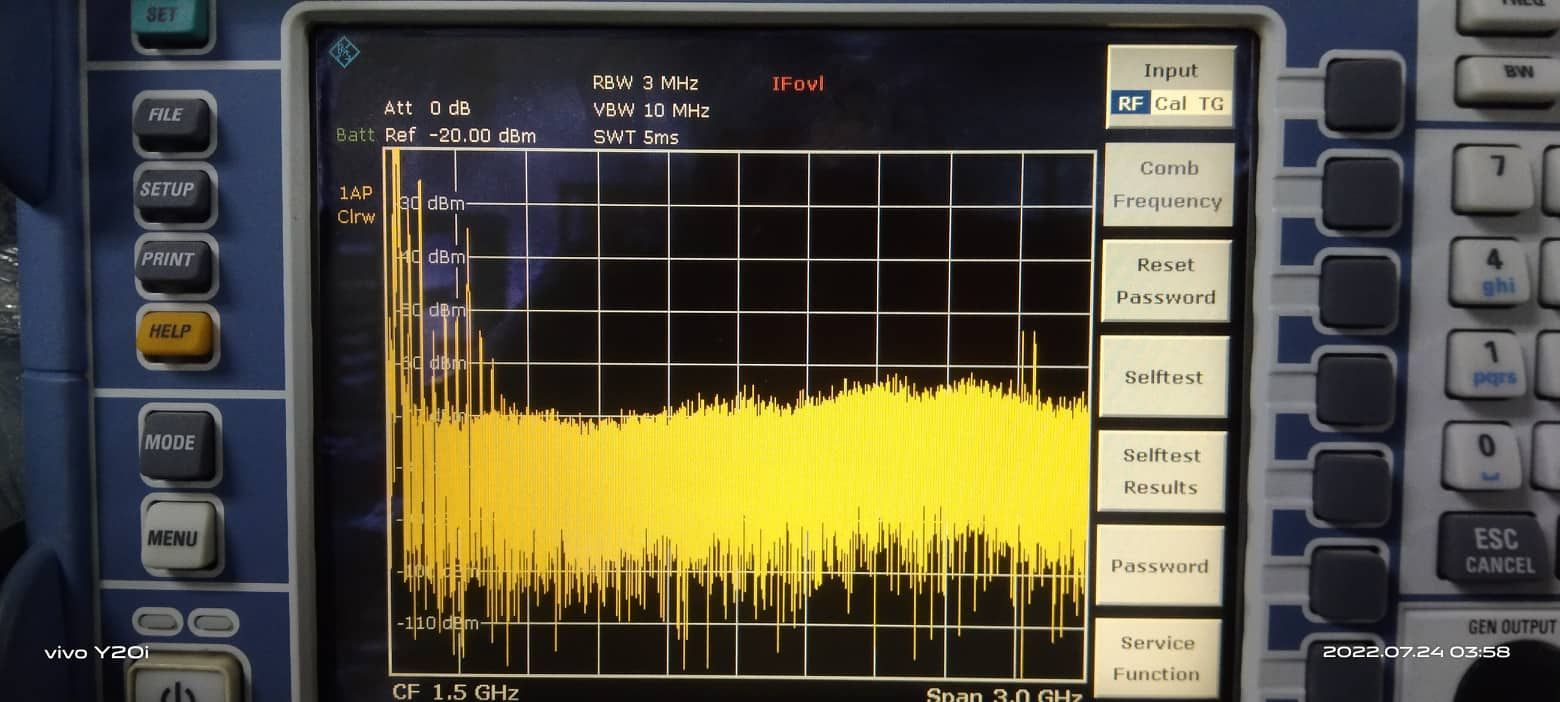 SET
FILE
SETUP
PRINT
HELP
MODE
MENU
RBW 3 MHz
IFovl
Att 0 dB
VBW 10 MHz
Batt Ref -20.00 dBm
SWT 5ms
1AP
Clrw
-30 dBm
-40 dBm
-50 dBm
-60 dBm
-110 dBm
CF 1.5 GHz
Span 3.0 GHz
Input
RF Cal TG
Comb
Frequency
Reset
Password
Selftest
Selftest
Results
Password
Service
Function
FREQ
BW
7
4
ghi
1
pqrs
0
ESC
CANCEL
GEN OUTPUT
vivo Y20i
2022.07.24 03:58